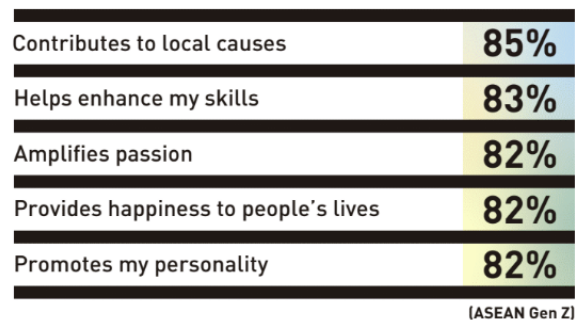 Contributes to local causes 85%
Helps enhance my skills 83%
Amplifies passion 82%
Provides happiness to people’s lives 82%
Promotes my personality 82%
(ASEAN Gen Z)